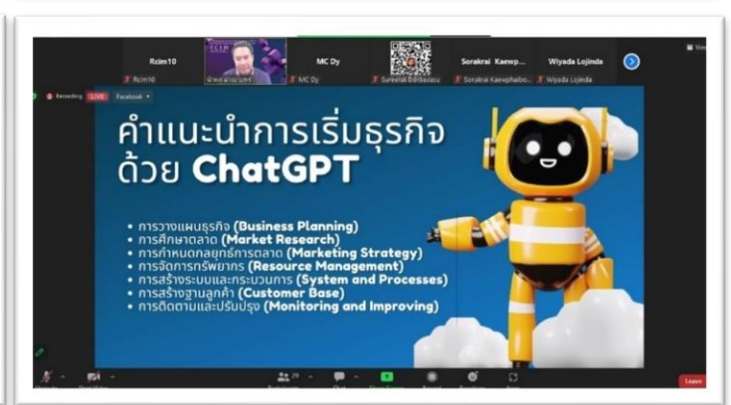 View
Rcim10
MC Dy
Sorakrai Kaewp...
Wiyada Lojinda
Rcim10
MC Dy
Wiyada Lojinda
Recording
LIVE
Facebook
คำแนะนำการเริ่มธุรกิจ
ด้วย ChatGPT
• การวางแผนธุรกิจ (Business Planning)
• การศึกษาตลาด (Market Research)
• การกำหนดกลยุทธ์การตลาด (Marketing Strategy)
• การจัดการทรัพยากร (Resource Management)
• การสร้างระบบและกระบวนการ (System and Processes)
• การสร้างฐานลูกค้า (Customer Base)
• การติดตามและปรับปรุง (Monitoring and Improving)
29
Leave